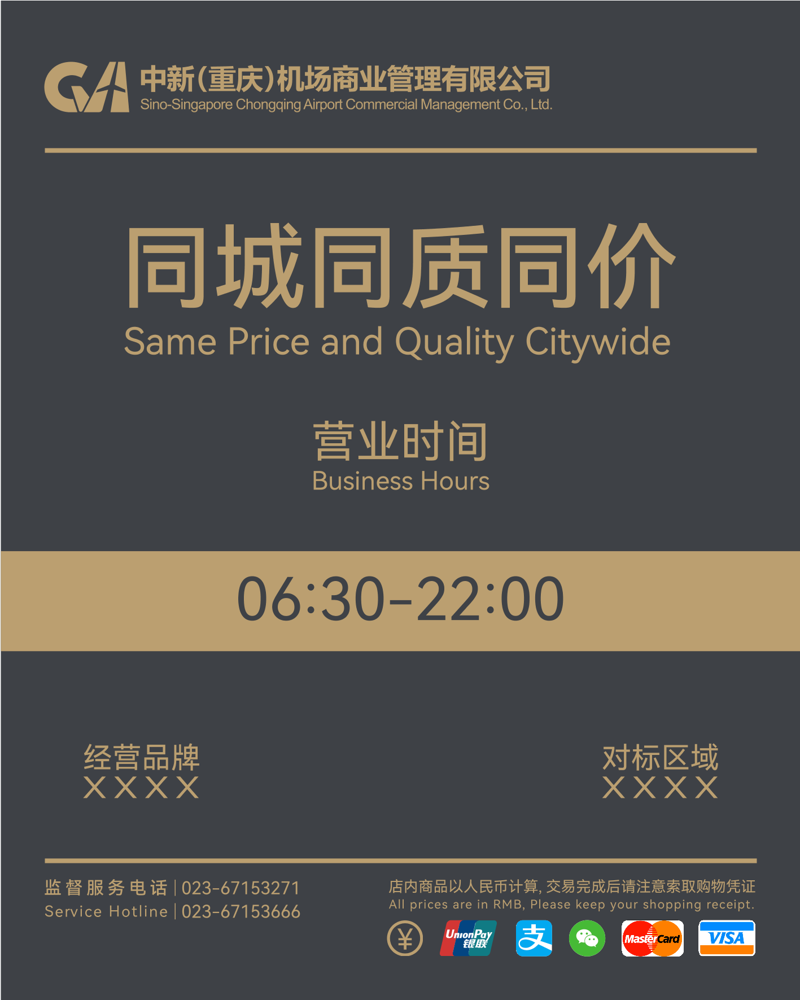 中新(重庆)机场商业管理有限公司
Sino-Singapore Chongqing Airport Commercial Management Co., Ltd.
同城同质同价
Same Price and Quality Citywide
营业时间
Business Hours
06:30-22:00
经营品牌
XXXX
对标区域
XXXX
监督服务电话|023-67153271
Service Hotline|023-67153666
店内商品以人民币计算, 交易完成后请注意索取购物凭证
All prices are in RMB, Please keep your shopping receipt.
¥ UnionPay 银联 支 MasterCard VISA